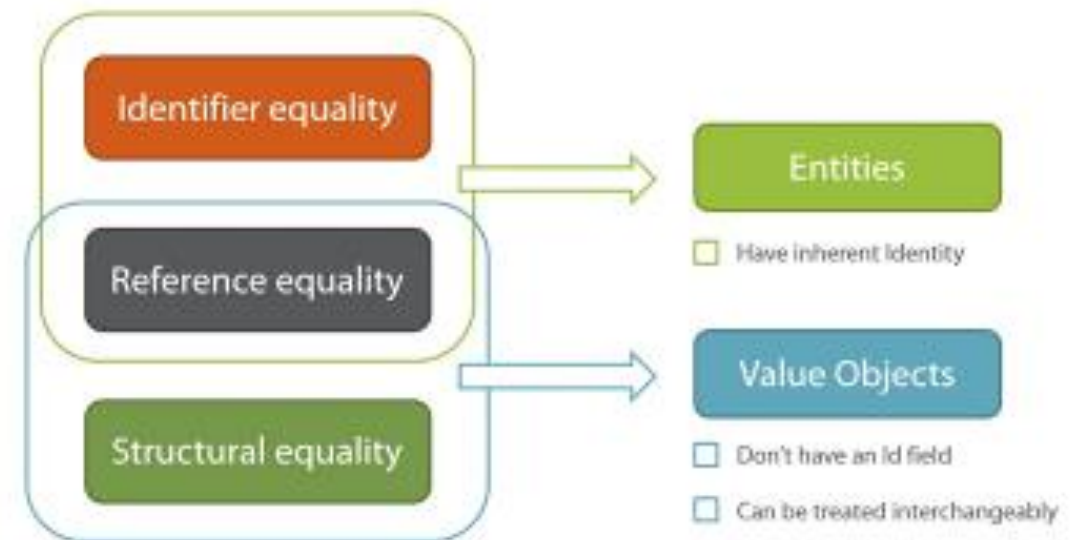 Identifier equality
Reference equality
Structural equality
Entities
Have inherent Identity
Value Objects
Don't have an Id field
Can be treated interchangeably